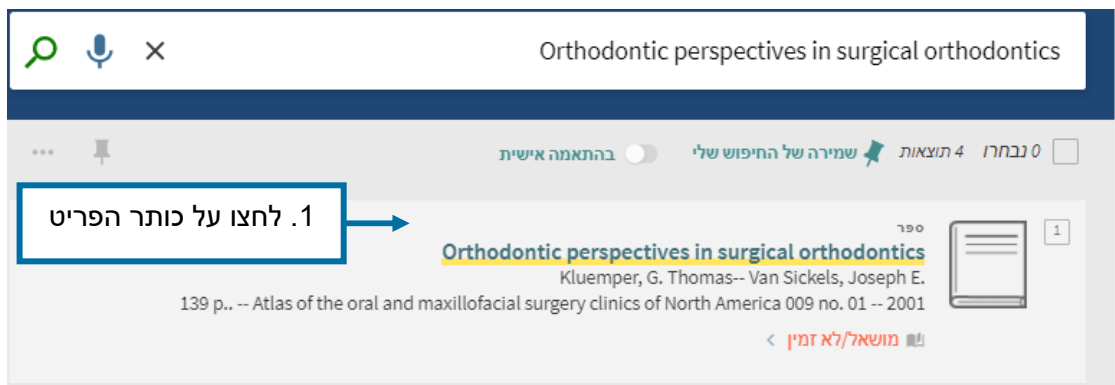 Orthodontic perspectives in surgical orthodontics
0 נבחרו 4 תוצאות שמירה של החיפוש שלי בהתאמה אישית
1. לחצו על כותר הפריט
1
ספר
Orthodontic perspectives in surgical orthodontics
Kluemper, G. Thomas-- Van Sickels, Joseph E.
139 p.. -- Atlas of the oral and maxillofacial surgery clinics of North America 009 no. 01 -- 2001
מושאל/לא זמין